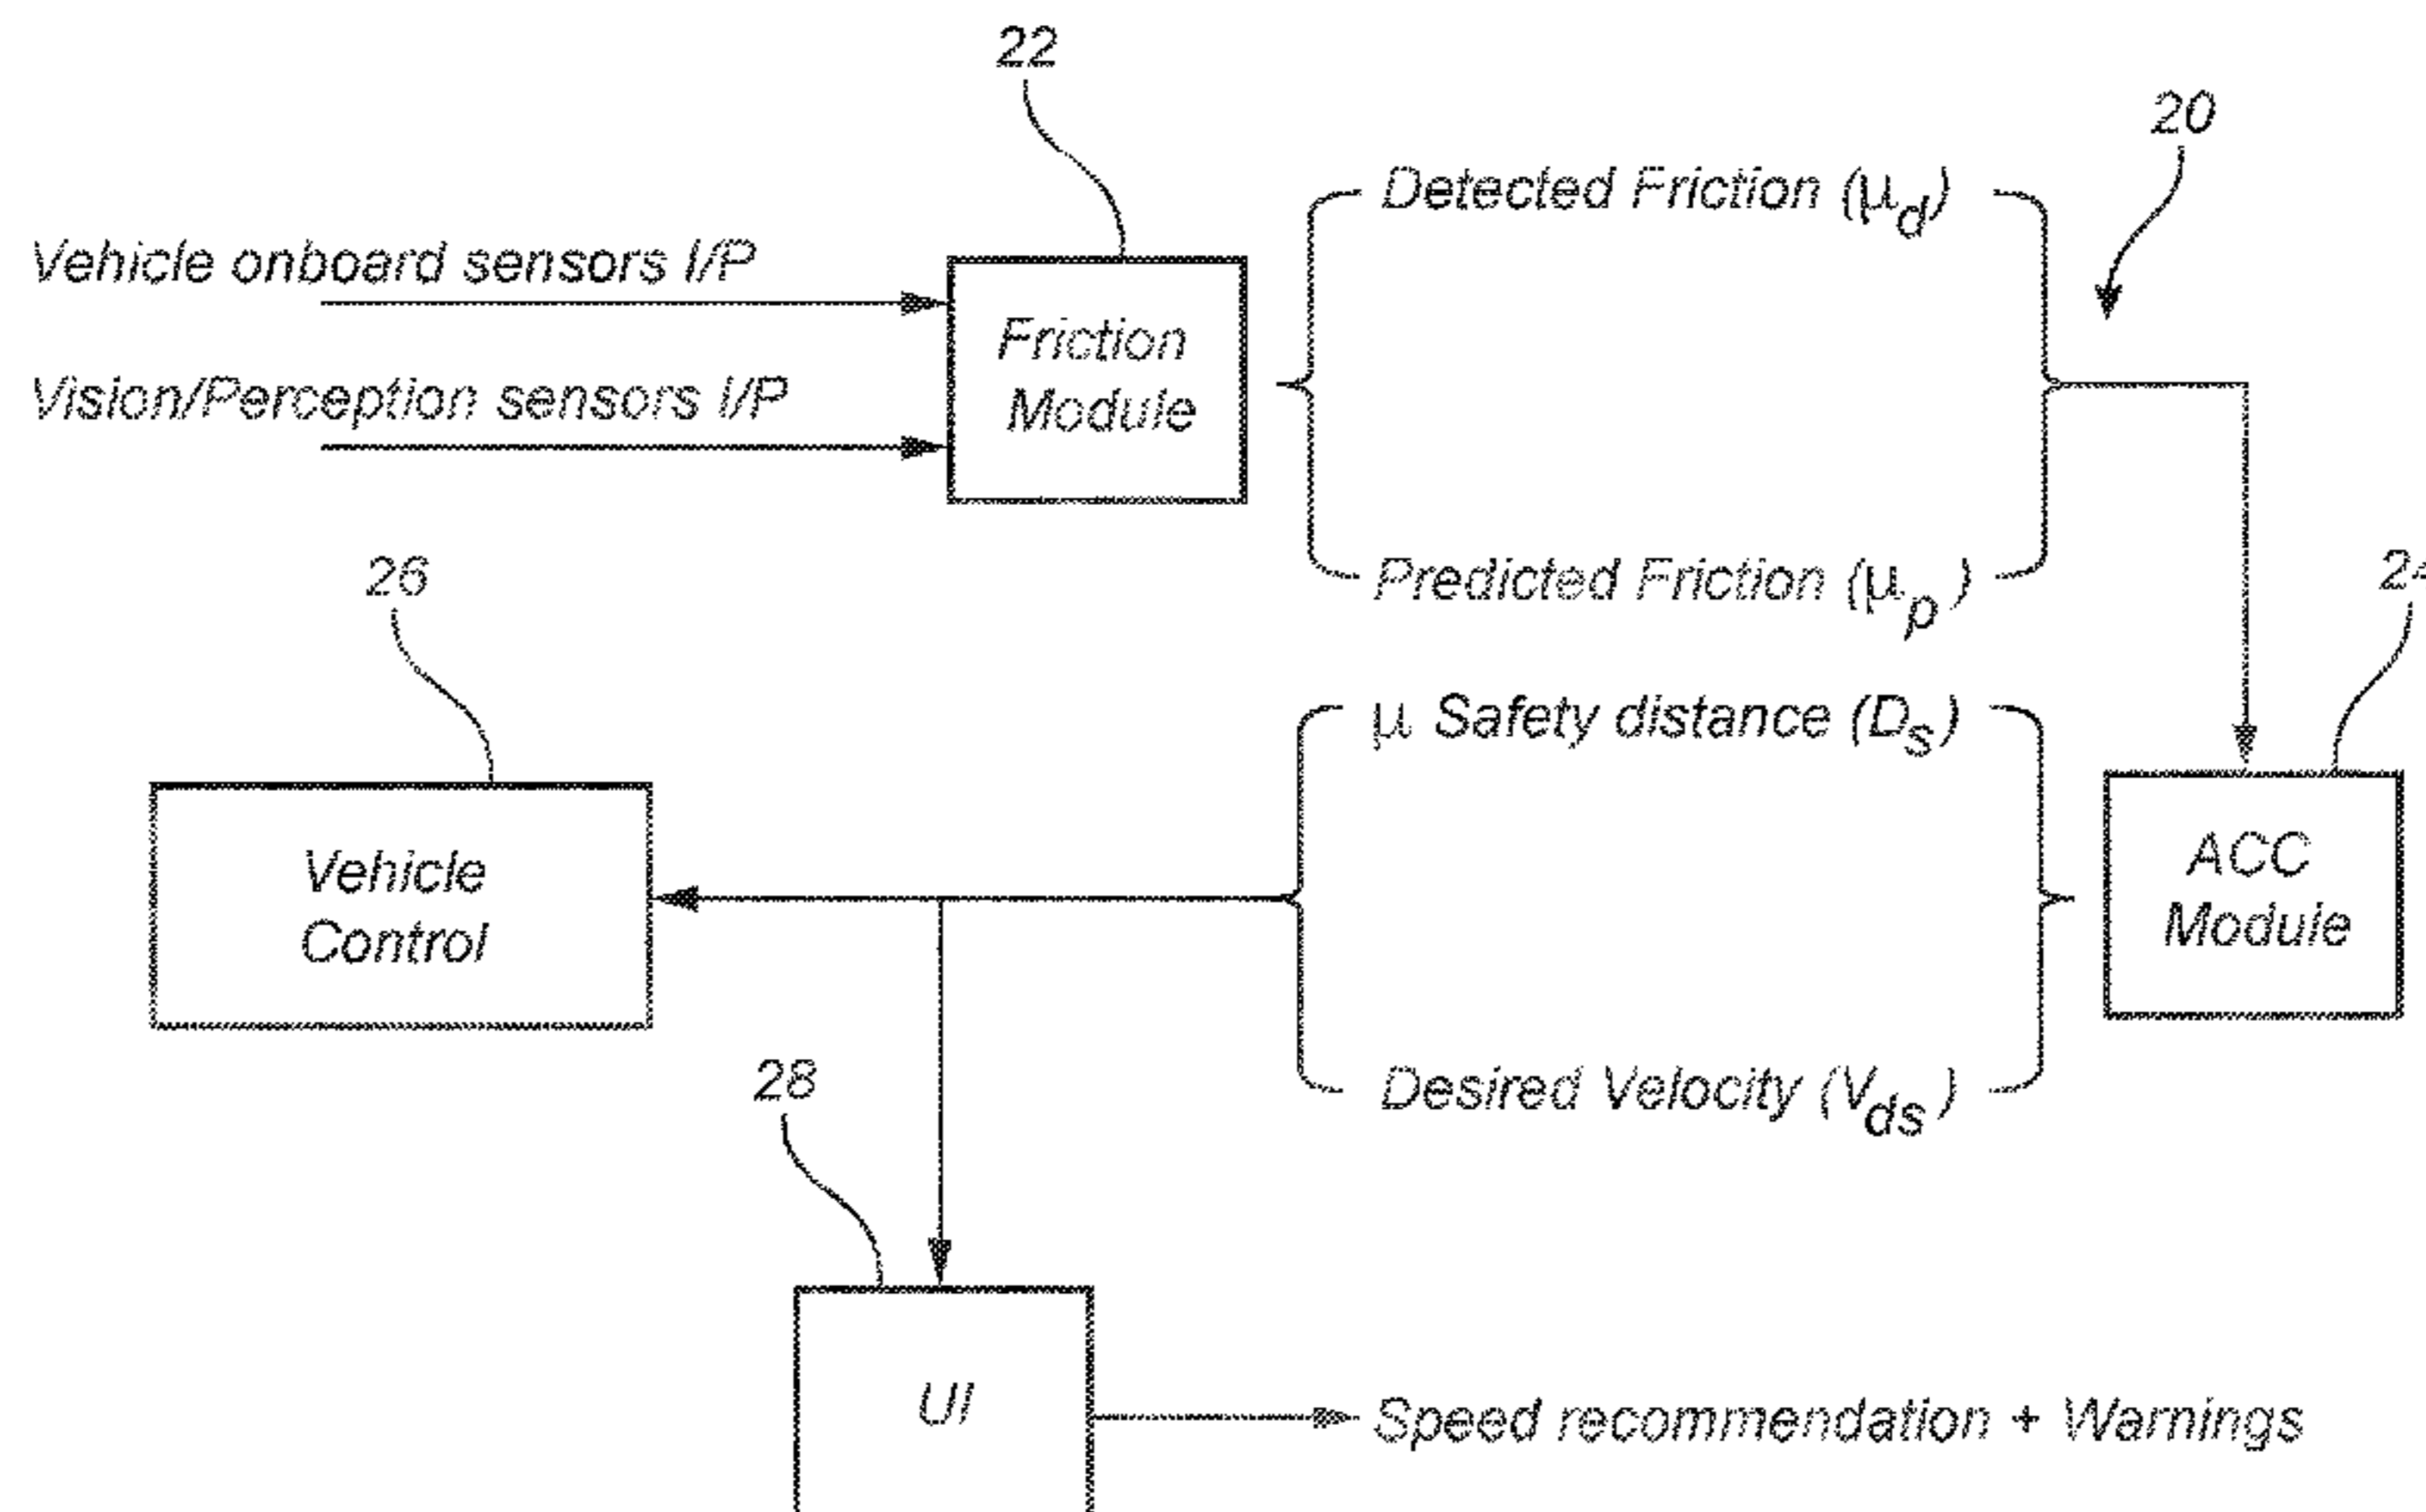 22
20
Detected Friction (μd)
Vehicle onboard sensors I/P
Friction
Module
Vision/Perception sensors I/P
26
Predicted Friction (μp)
μ Safety distance (Ds)
Vehicle
Control
ACC
Module
28
Desired Velocity (Vds)
UI
Speed recommendation + Warnings